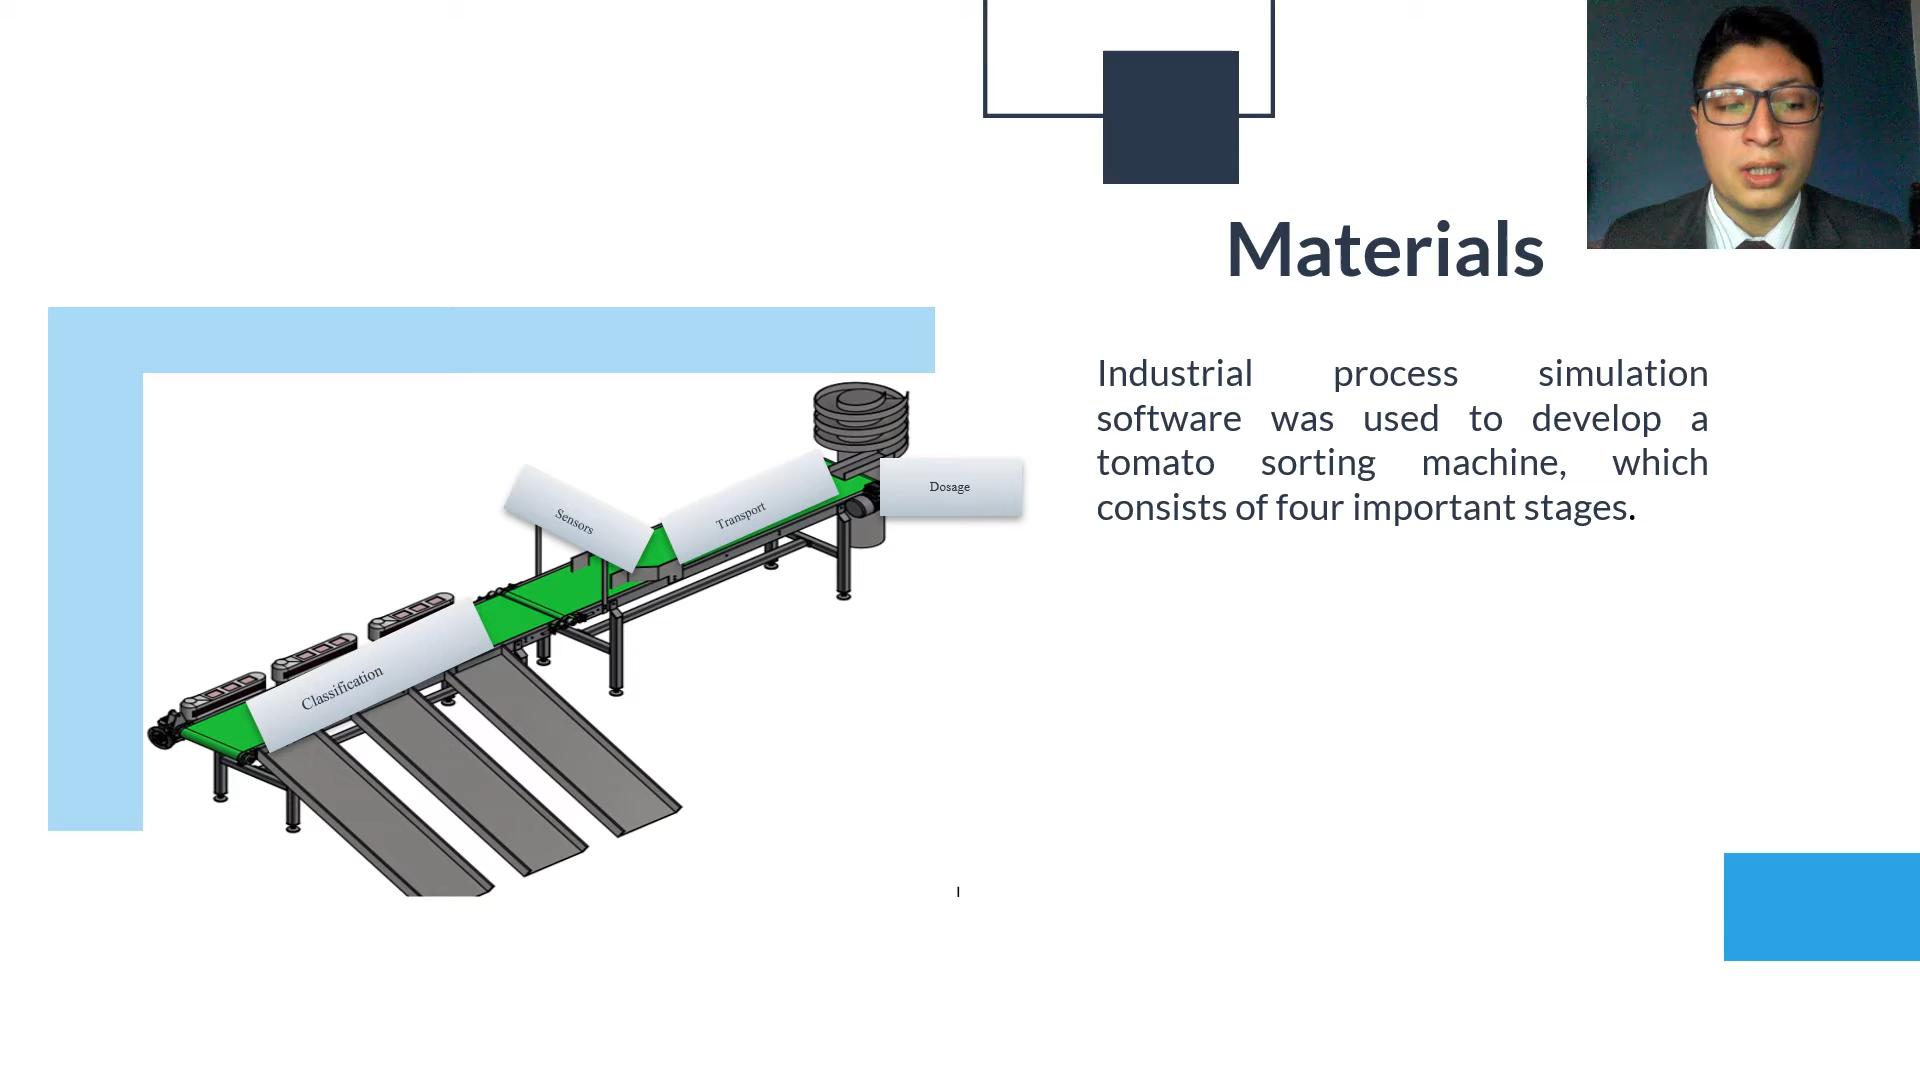 Materials
Industrial process simulation
software was used to develop a
tomato sorting machine, which
consists of four important stages.
Dosage
Transport
Sensors
Classification